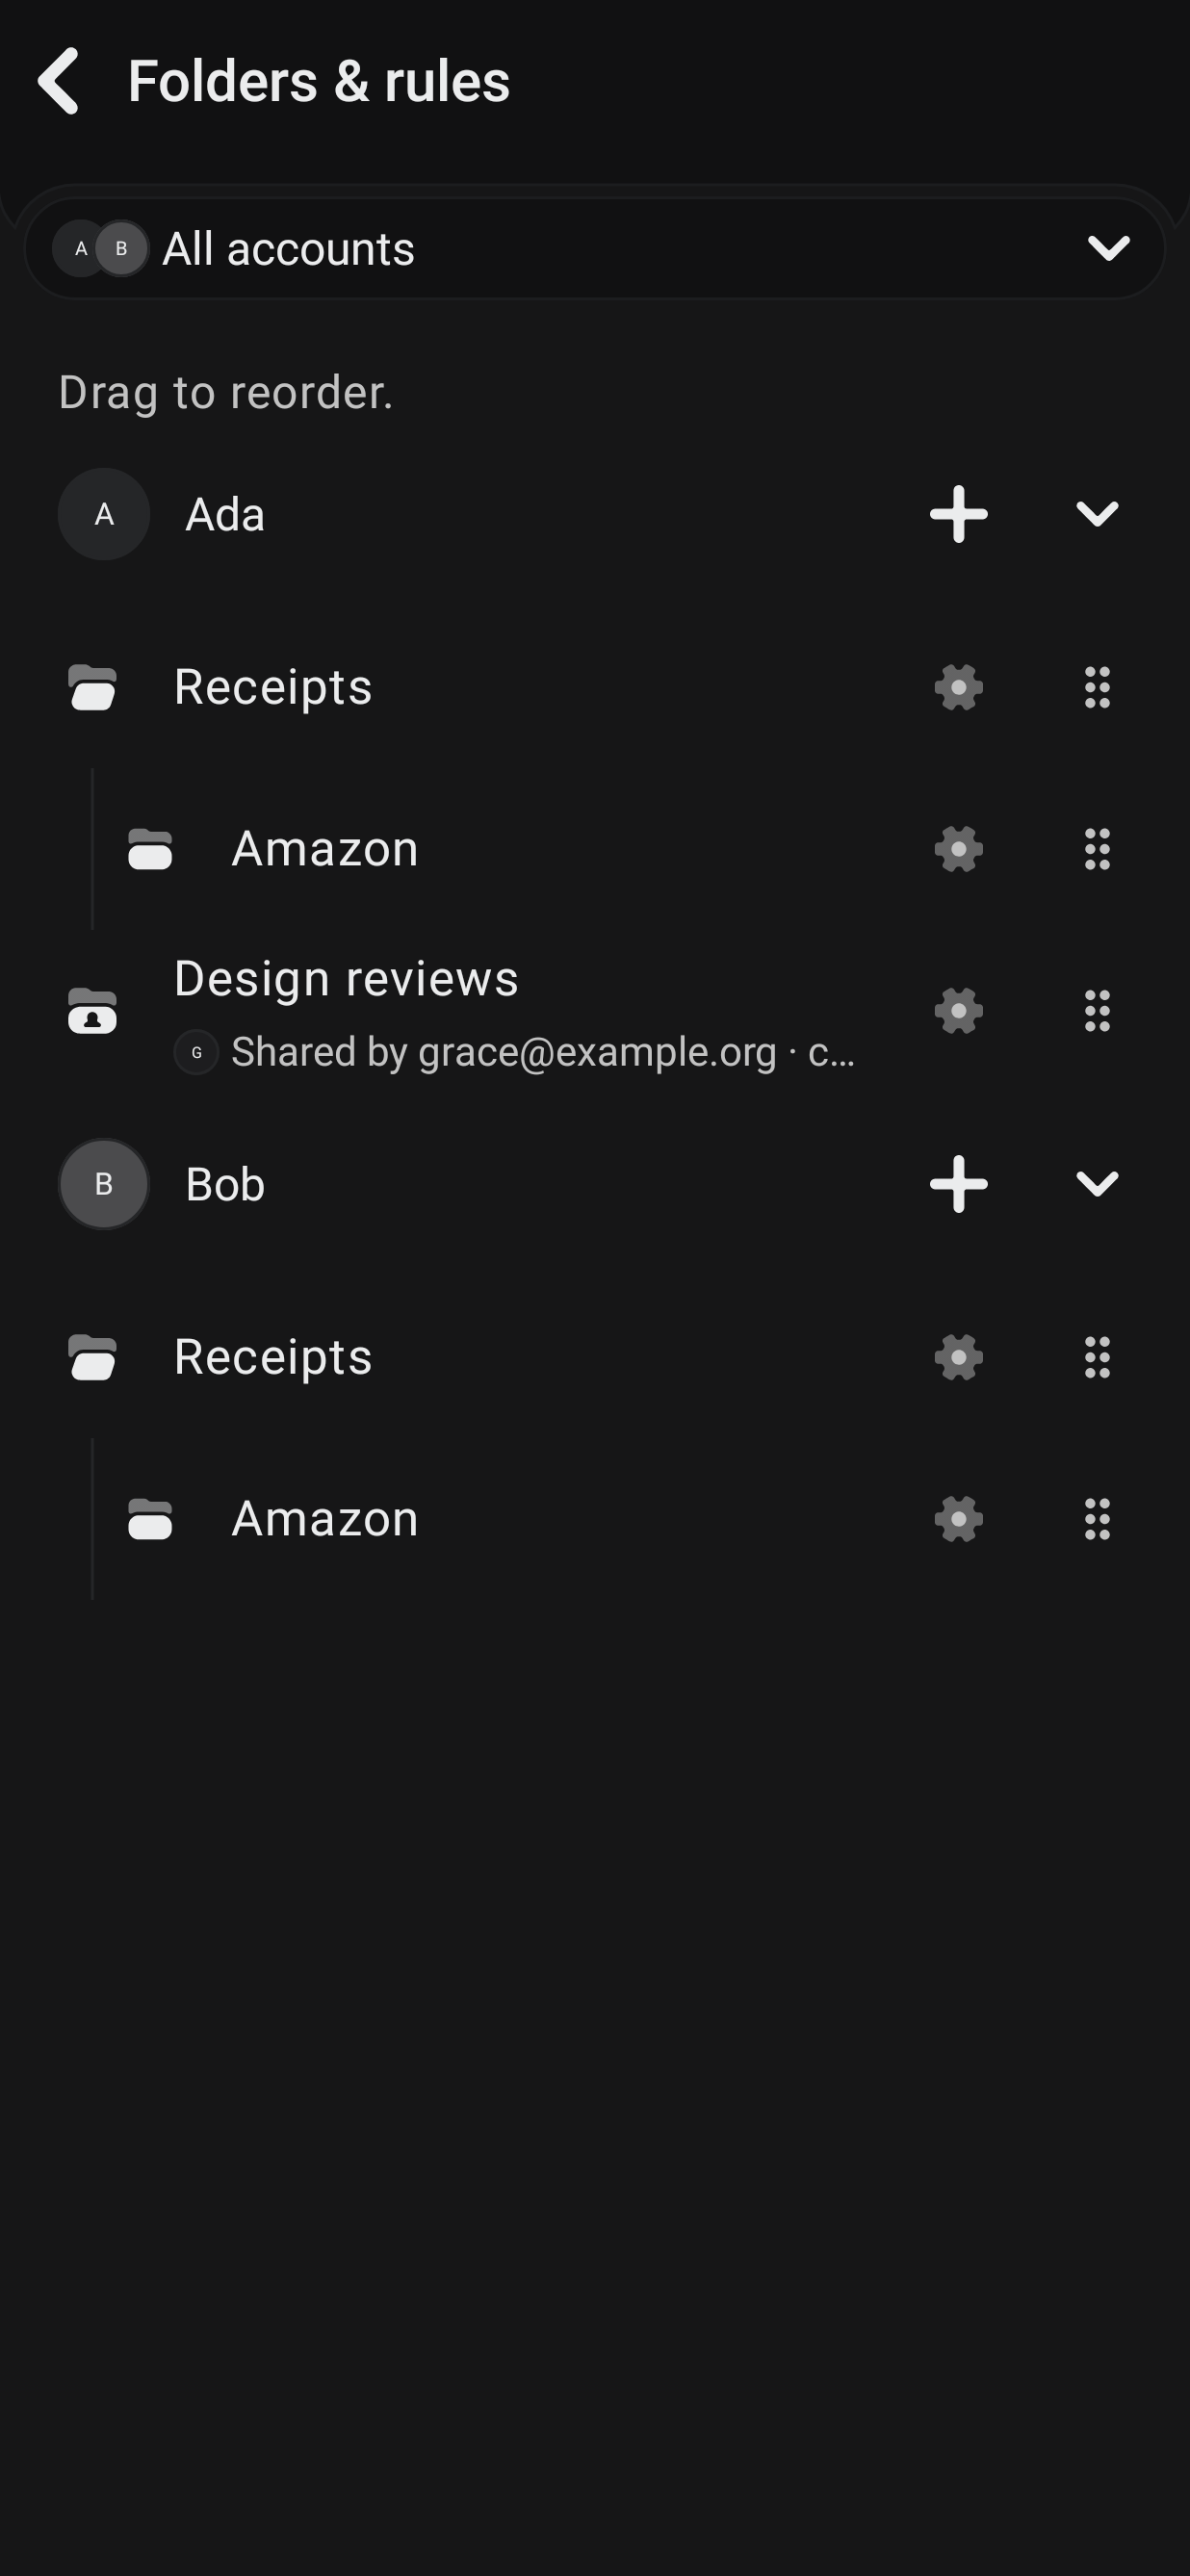 Folders & rules
A B All accounts
Drag to reorder.
A Ada
Receipts
Amazon
Design reviews
G Shared by grace@example.org · c…
B Bob
Receipts
Amazon